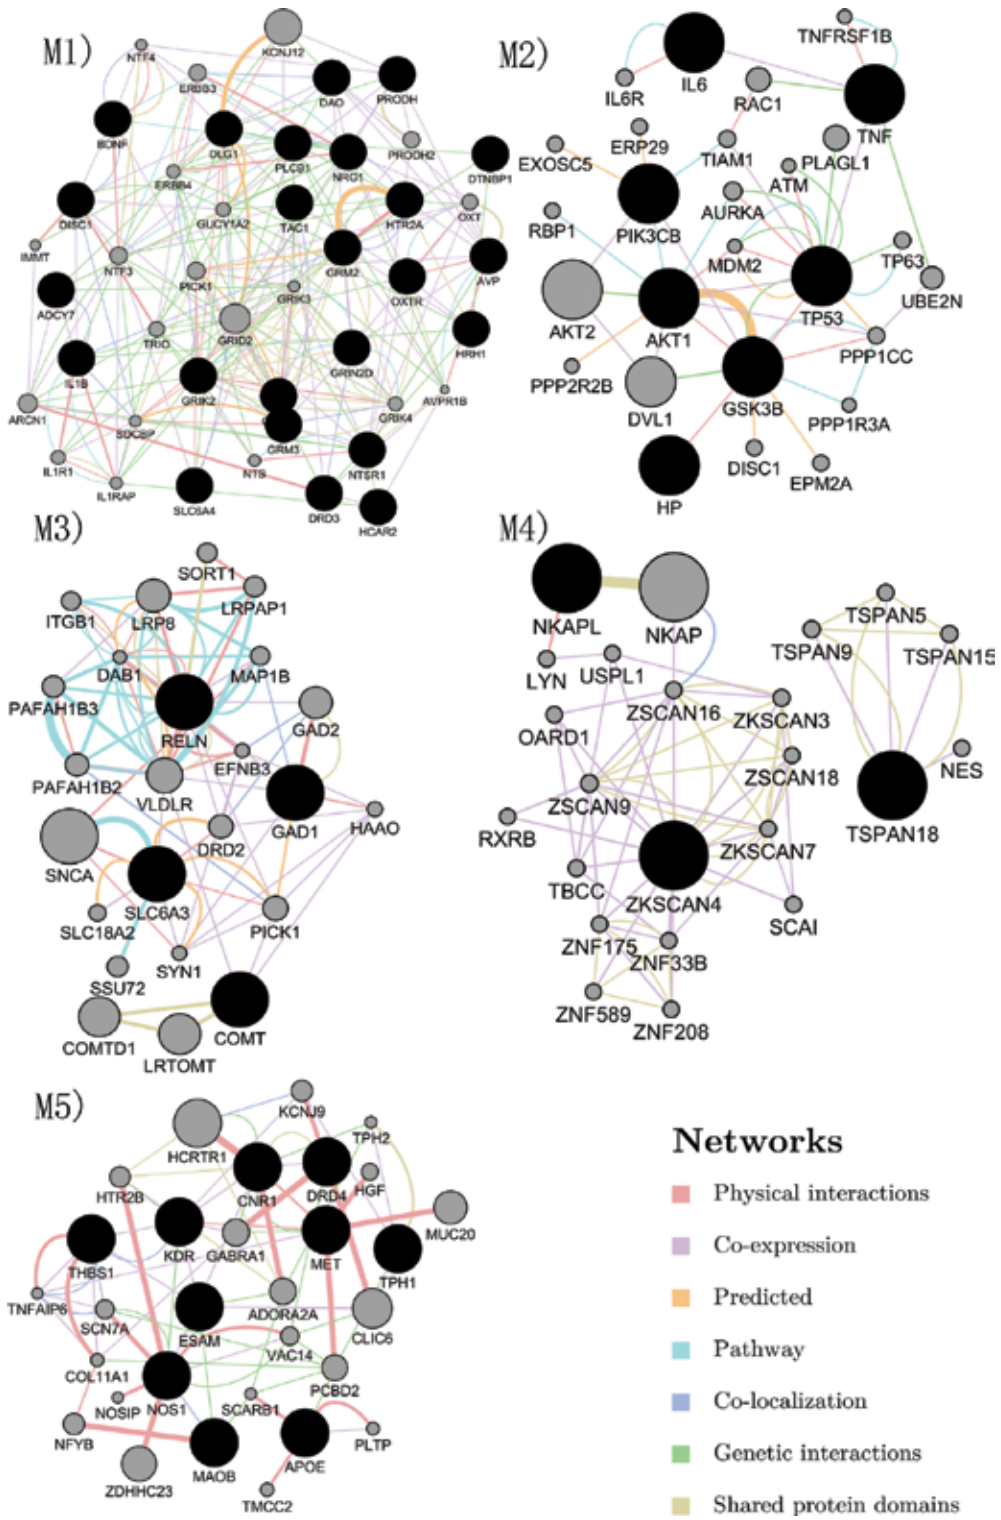 M1)
KCNJ12
NTF4
ERBB3
DAO
PRODH
BDNF
DLG1
PLCB1
NRG1
PRODH2
DTNBP1
ERBB4
DISC1
GUCY1A2
TAC1
HTR2A
OXT
IMMT
NTF3
PICK1
GRM2
AVP
GRIK3
OXTR
ADCY7
TRIO
GRID2
HRH1
IL1B
GRIN2D
GRIK2
AVPR1B
ARCN1
SDCBP
GRM3
GRIK4
IL1R1
NTS
NTSR1
IL1RAP
SLC6A4
DRD3
HCAR2
M2)
TNFRSF1B
IL6
IL6R
RAC1
TNF
EXOSC5
ERP29
TIAM1
PLAGL1
ATM
RBP1
PIK3CB
AURKA
MDM2
TP63
AKT2
AKT1
TP53
UBE2N
PPP1CC
PPP2R2B
DVL1
GSK3B
PPP1R3A
HP
DISC1
EPM2A
M3)
SORT1
ITGB1
LRP8
LRPAP1
DAB1
MAP1B
PAFAH1B3
RELN
GAD2
EFNB3
PAFAH1B2
VLDLR
GAD1
HAAO
SNCA
DRD2
SLC6A3
SLC18A2
PICK1
SYN1
SSU72
COMT
COMTD1
LRTOMT
M4)
NKAPL
NKAP
TSPAN5
TSPAN9
TSPAN15
LYN
USPL1
ZSCAN16
ZKSCAN3
OARD1
ZSCAN18
NES
ZSCAN9
TSPAN18
RXRB
ZKSCAN7
TBCC
ZKSCAN4
SCAI
ZNF175
ZNF33B
ZNF589
ZNF208
M5)
KCNJ9
HCRTR1
TPH2
HTR2B
CNR1
DRD4
HGF
MUC20
THBS1
KDR
GABRA1
MET
TPH1
TNFAIP6
SCN7A
ESAM
ADORA2A
CLIC6
VAC14
COL11A1
PCBD2
NOSIP
NOS1
SCARB1
NFYB
MAOB
APOE
PLTP
ZDHHC23
TMCC2
Networks
Physical interactions
Co-expression
Predicted
Pathway
Co-localization
Genetic interactions
Shared protein domains